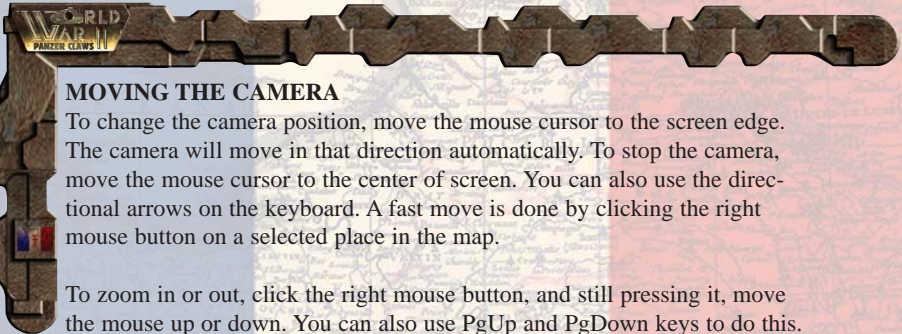 WORLD
WAR II
PANZER CLAWS
MOVING THE CAMERA
To change the camera position, move the mouse cursor to the screen edge.
The camera will move in that direction automatically. To stop the camera,
move the mouse cursor to the center of screen. You can also use the direc-
tional arrows on the keyboard. A fast move is done by clicking the right
mouse button on a selected place in the map.
To zoom in or out, click the right mouse button, and still pressing it, move
the mouse up or down. You can also use PgUp and PgDown keys to do this.